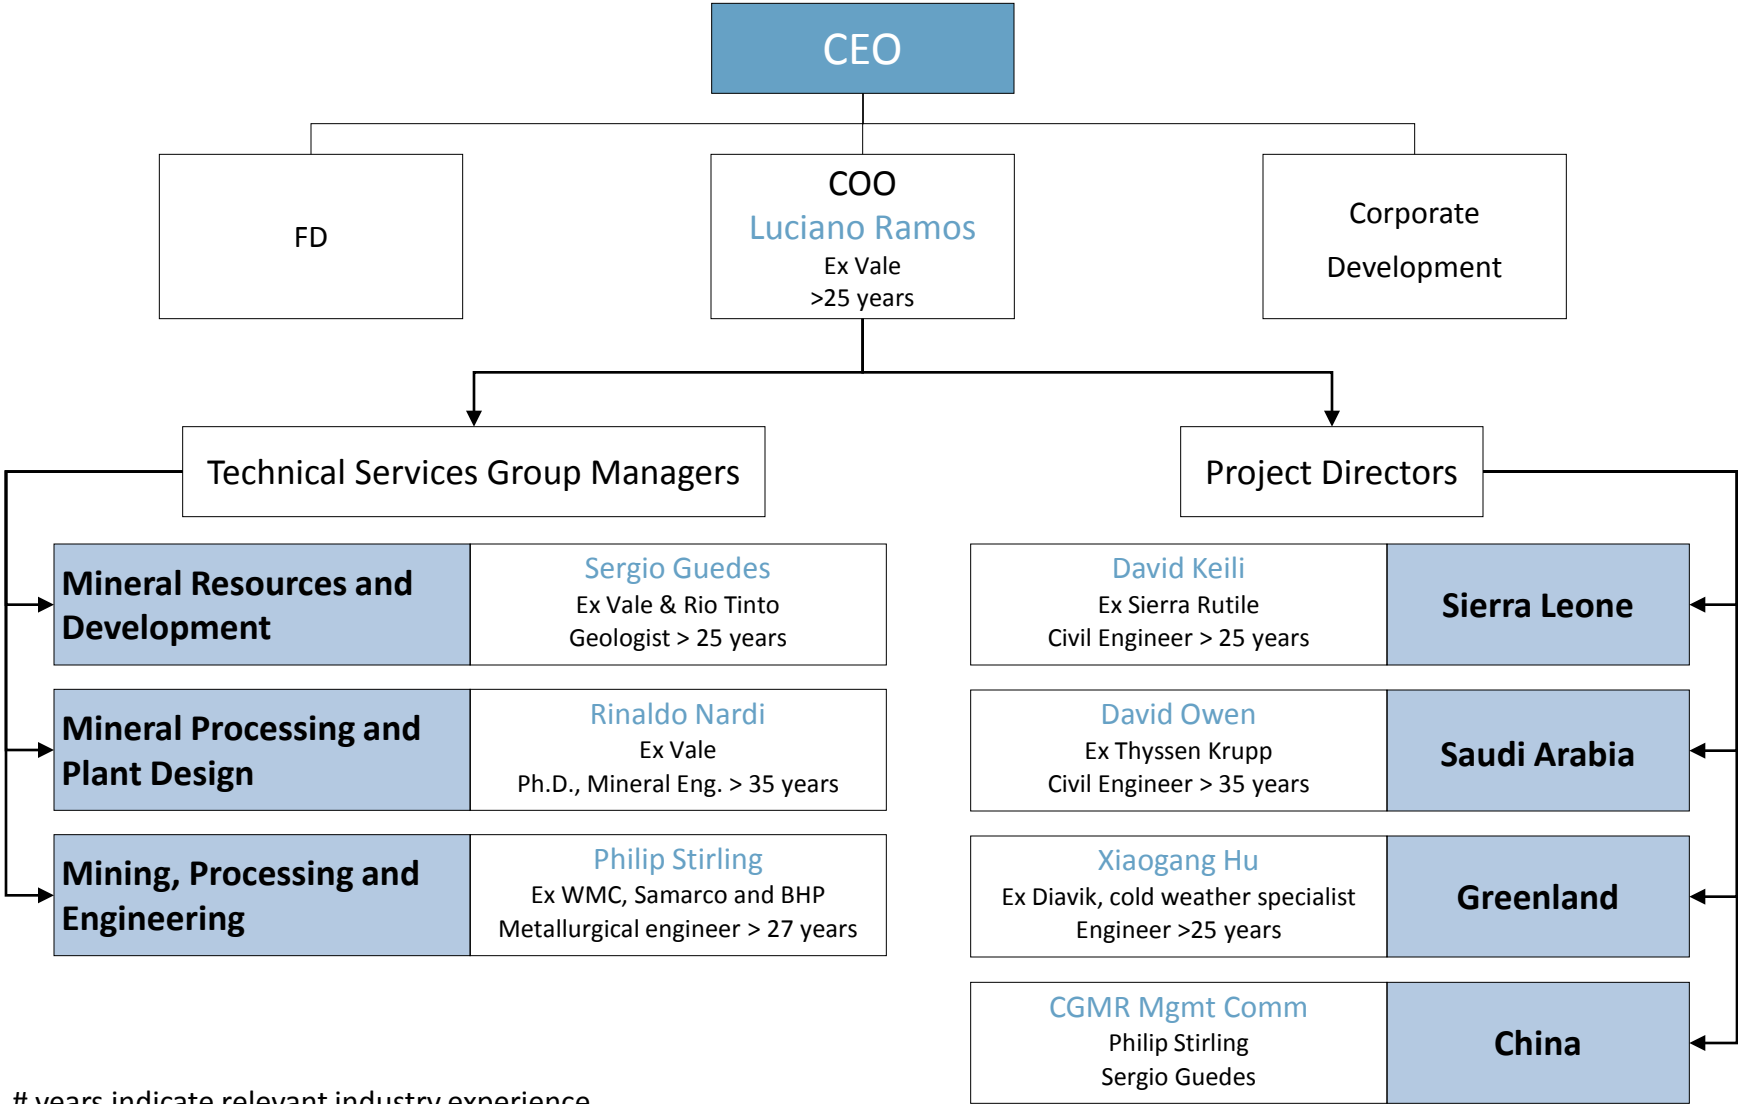 CEO
FD
COO
Luciano Ramos
Ex Vale
>25 years
Corporate
Development
Technical Services Group Managers
Mineral Resources and
Development
Sergio Guedes
Ex Vale & Rio Tinto
Geologist > 25 years
Mineral Processing and
Plant Design
Rinaldo Nardi
Ex Vale
Ph.D., Mineral Eng. > 35 years
Mining, Processing and
Engineering
Philip Stirling
Ex WMC, Samarco and BHP
Metallurgical engineer > 27 years
Project Directors
David Keili
Ex Sierra Rutile
Civil Engineer > 25 years
Sierra Leone
David Owen
Ex Thyssen Krupp
Civil Engineer > 35 years
Saudi Arabia
Xiaogang Hu
Ex Diavik, cold weather specialist
Engineer >25 years
Greenland
CGMR Mgmt Comm
Philip Stirling
Sergio Guedes
China
# years indicate relevant industry experience